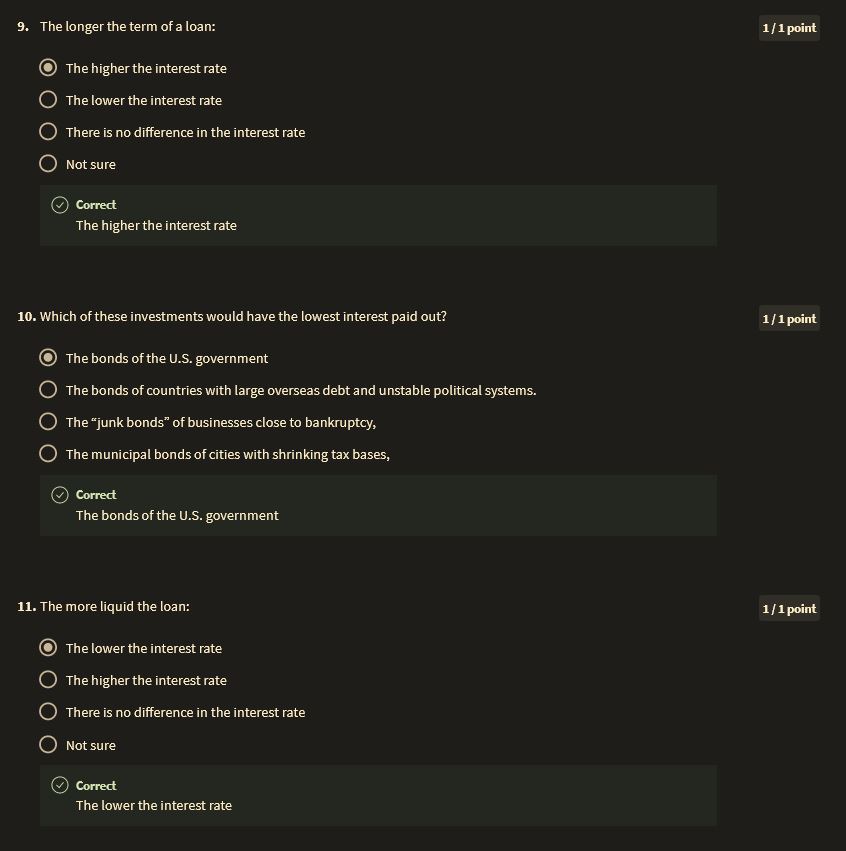 9. The longer the term of a loan:
1 / 1 point
The higher the interest rate
The lower the interest rate
There is no difference in the interest rate
Not sure
Correct
The higher the interest rate
10. Which of these investments would have the lowest interest paid out?
1 / 1 point
The bonds of the U.S. government
The bonds of countries with large overseas debt and unstable political systems.
The “junk bonds” of businesses close to bankruptcy,
The municipal bonds of cities with shrinking tax bases,
Correct
The bonds of the U.S. government
11. The more liquid the loan:
1 / 1 point
The lower the interest rate
The higher the interest rate
There is no difference in the interest rate
Not sure
Correct
The lower the interest rate